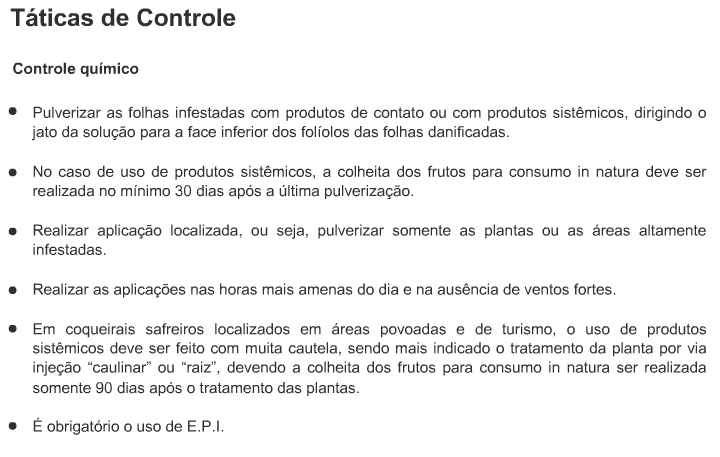 Táticas de Controle
Controle químico
● Pulverizar as folhas infestadas com produtos de contato ou com produtos sistêmicos, dirigindo o
jato da solução para a face inferior dos folíolos das folhas danificadas.
● No caso de uso de produtos sistêmicos, a colheita dos frutos para consumo in natura deve ser
realizada no mínimo 30 dias após a última pulverização.
● Realizar aplicação localizada, ou seja, pulverizar somente as plantas ou as áreas altamente
infestadas.
● Realizar as aplicações nas horas mais amenas do dia e na ausência de ventos fortes.
● Em coqueirais safreiros localizados em áreas povoadas e de turismo, o uso de produtos
sistêmicos deve ser feito com muita cautela, sendo mais indicado o tratamento da planta por via
injeção “caulinar” ou “raiz”, devendo a colheita dos frutos para consumo in natura ser realizada
somente 90 dias após o tratamento das plantas.
● É obrigatório o uso de E.P.I.